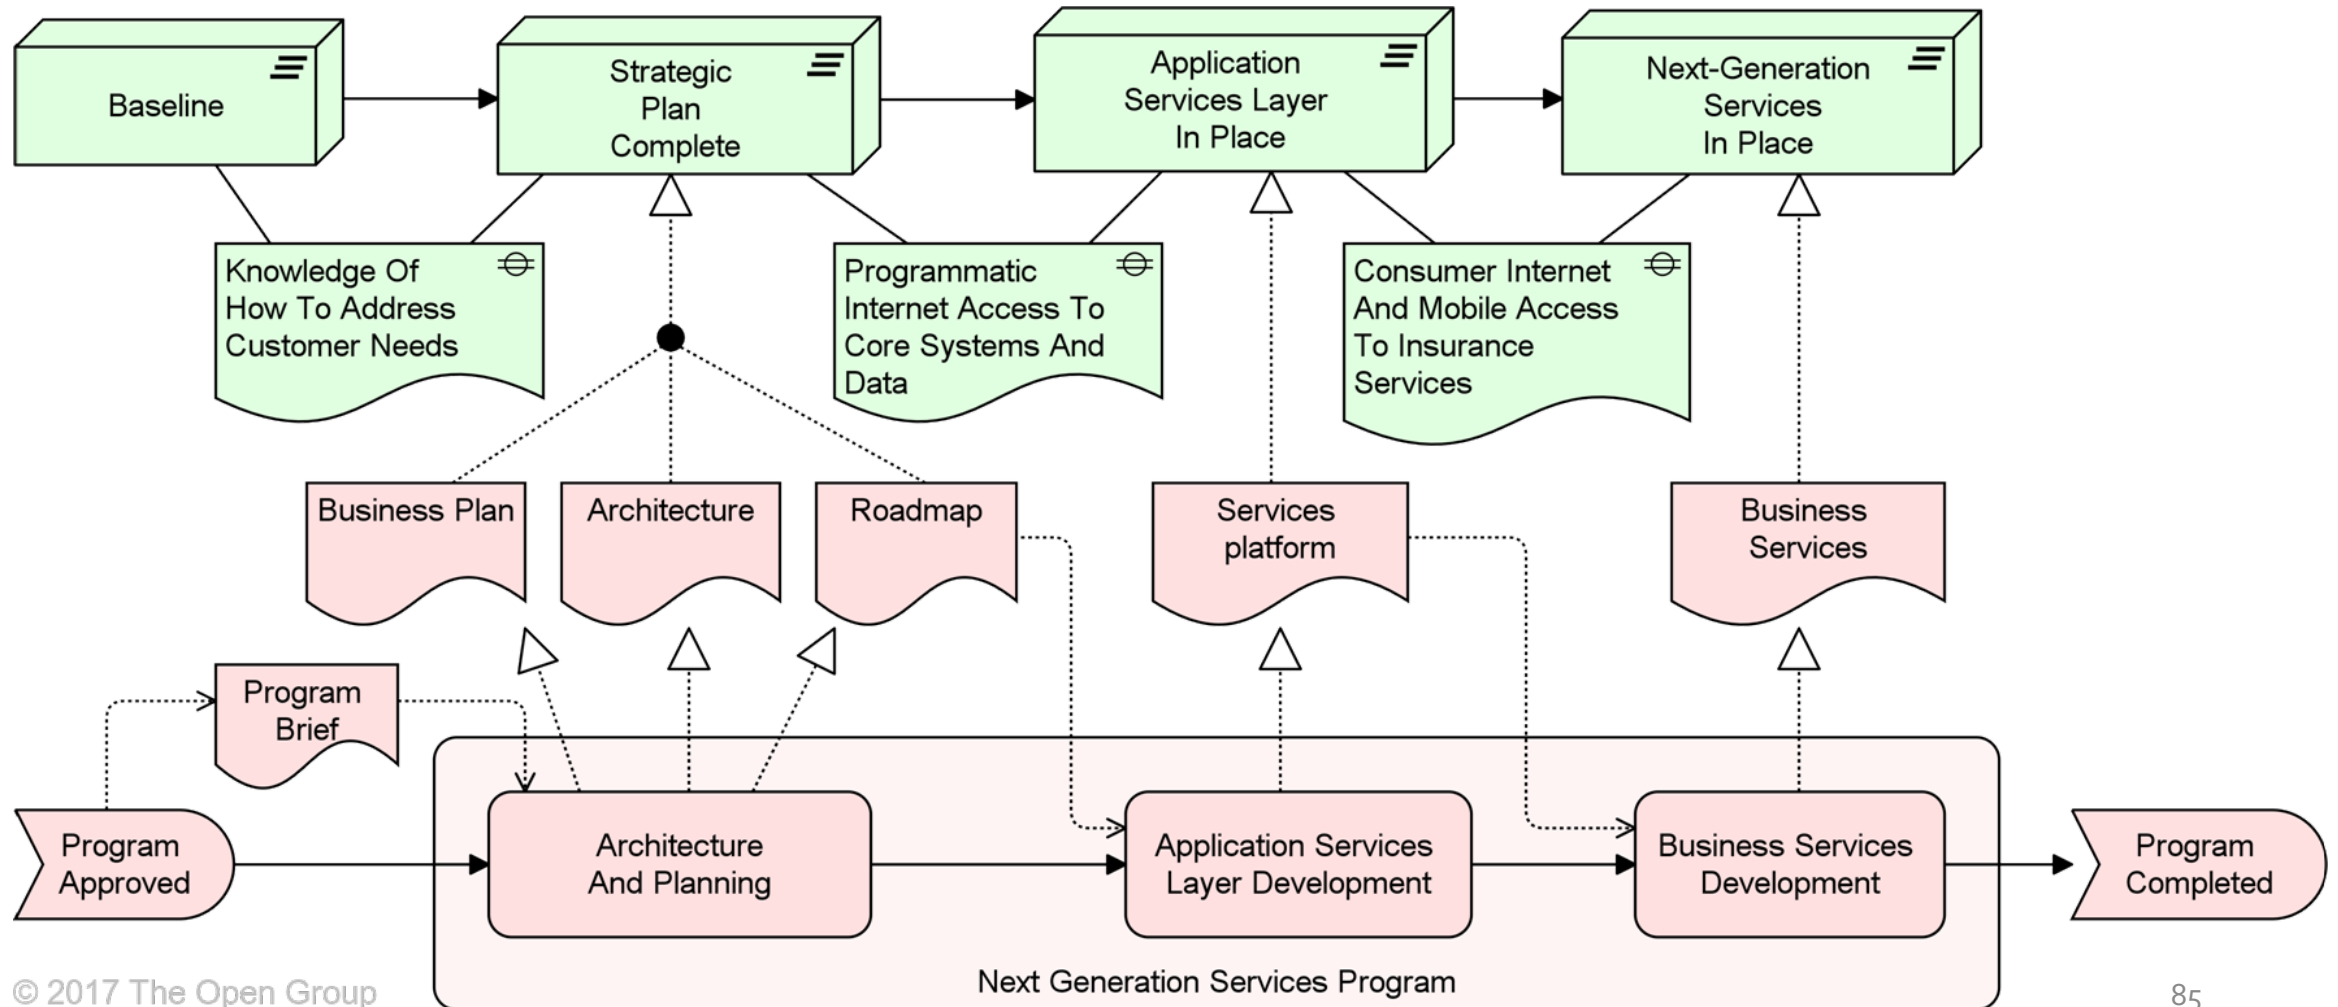 Baseline
Strategic
Plan
Complete
Application
Services Layer
In Place
Next-Generation
Services
In Place
Knowledge Of
How To Address
Customer Needs
Programmatic
Internet Access To
Core Systems And
Data
Consumer Internet
And Mobile Access
To Insurance
Services
Business Plan
Architecture
Roadmap
Services
platform
Business
Services
Program
Brief
Program
Approved
Architecture
And Planning
Application Services
Layer Development
Business Services
Development
Program
Completed
Next Generation Services Program
© 2017 The Open Group
85